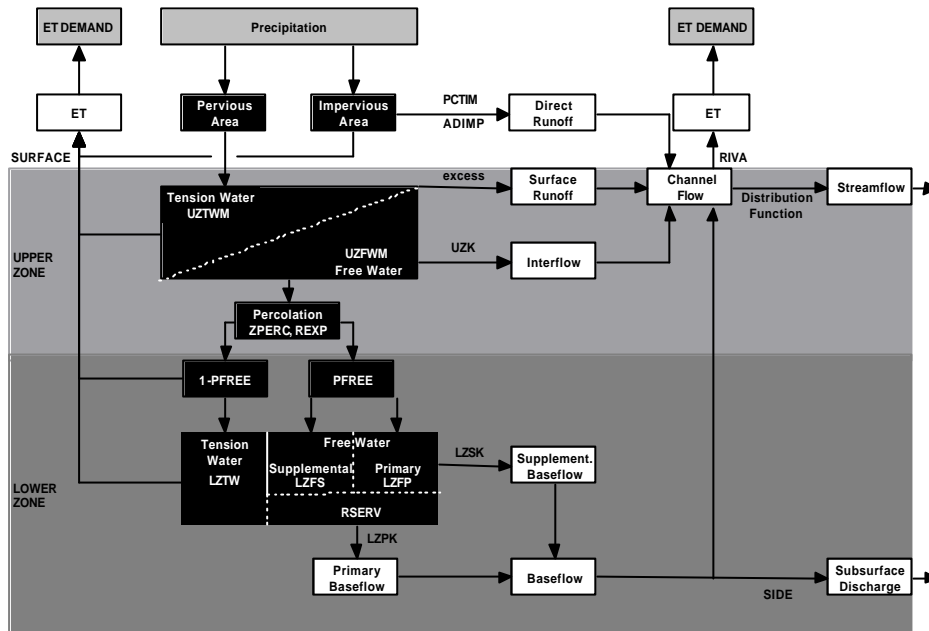 ET DEMAND
Precipitation
ET DEMAND
ET
Pervious
Area
Impervious
Area
PCTIM
ADIMP
Direct
Runoff
ET
SURFACE
RIVA
excess
Tension Water
UZTWM
Surface
Runoff
Channel
Flow
Distribution
Function
Streamflow
UPPER
ZONE
UZFWM
Free Water
UZK
Interflow
Percolation
ZPERC, REXP
1-PFREE
PFREE
LOWER
ZONE
Tension
Water
LZTW
Free Water
Supplemental
LZFS
Primary
LZFP
RSERV
LZSK
Supplement.
Baseflow
LZPK
Primary
Baseflow
Baseflow
SIDE
Subsurface
Discharge